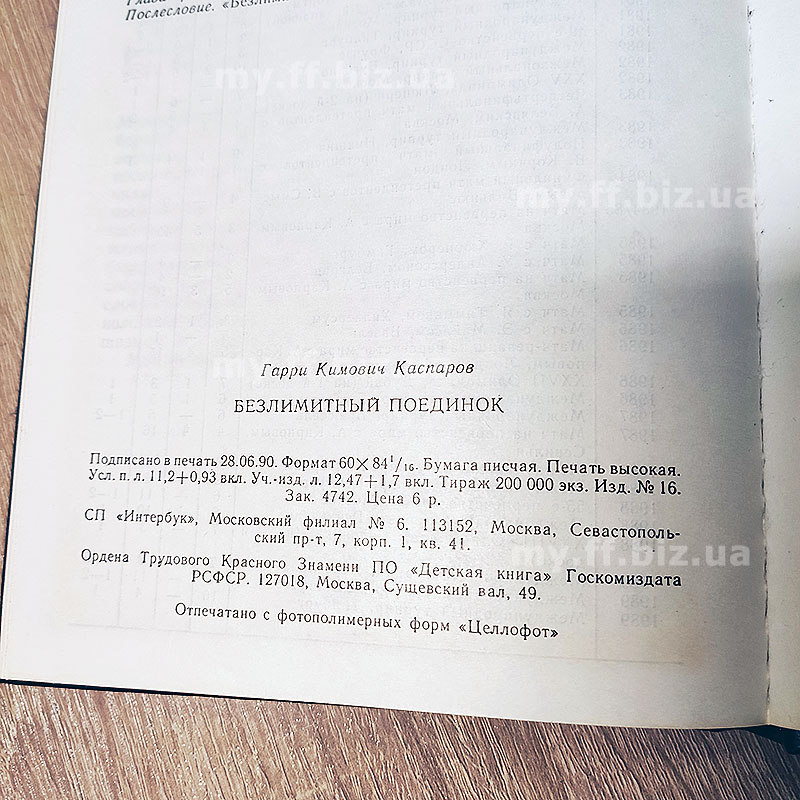 Послесловие. «Безлими
my.ff.biz.ua
my.ff.biz.ua
my.ff.biz.ua
Гарри Кимович Каспаров
БЕЗЛИМИТНЫЙ ПОЕДИНОК
Подписано в печать 28.06.90. Формат 60×84¹/₁₆. Бумага писчая. Печать высокая.
Усл. п. л. 11,2+0,93 вкл. Уч.-изд. л. 12,47+1,7 вкл. Тираж 200 000 экз. Изд. № 16.
Зак. 4742. Цена 6 р.
СП «Интербук», Московский филиал № 6. 113152, Москва, Севастополь-
ский пр-т, 7, корп. 1, кв. 41.
my.ff.biz.ua
Ордена Трудового Красного Знамени ПО «Детская книга» Госкомиздата
РСФСР. 127018, Москва, Сущевский вал, 49.
Отпечатано с фотополимерных форм «Целлофот»